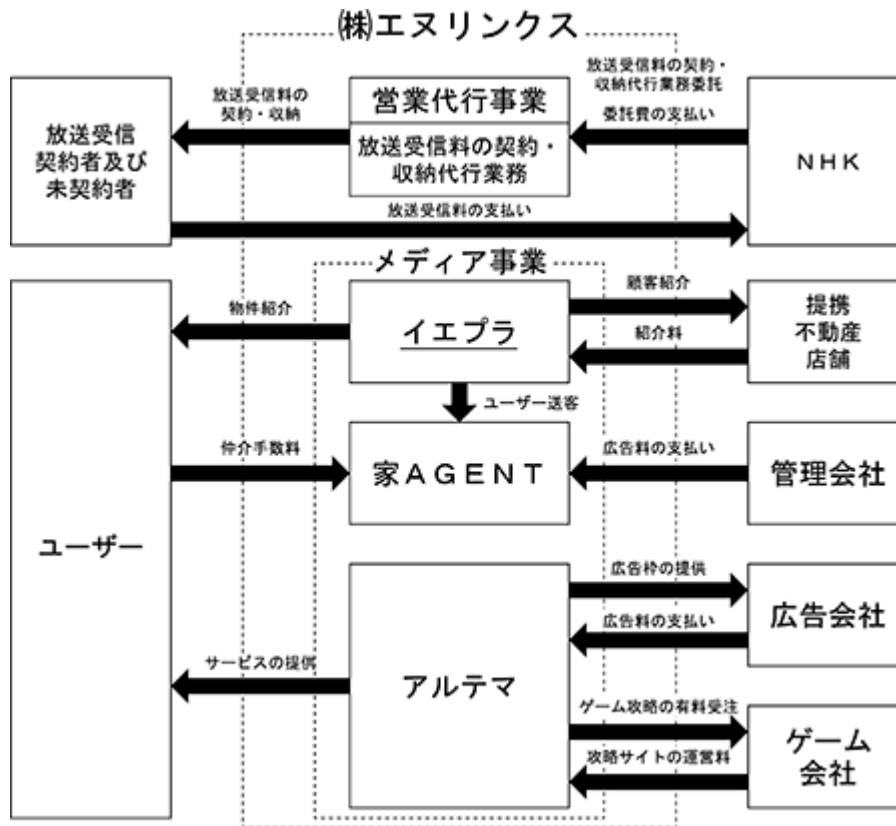 ㈱エヌリンクス
放送受信
契約者及び
未契約者
放送受信料の
契約・収納
営業代行事業
放送受信料の契約・
収納代行業務
放送受信料の契約・
収納代行業務委託
委託費の支払い
NHK
放送受信料の支払い
メディア事業
ユーザー
物件紹介
イエプラ
顧客紹介
紹介料
提携
不動産
店舗
ユーザー送客
仲介手数料
家AGENT
広告料の支払い
管理会社
サービスの提供
アルテマ
広告枠の提供
広告料の支払い
広告会社
ゲーム攻略の有料受注
攻略サイトの運営料
ゲーム
会社